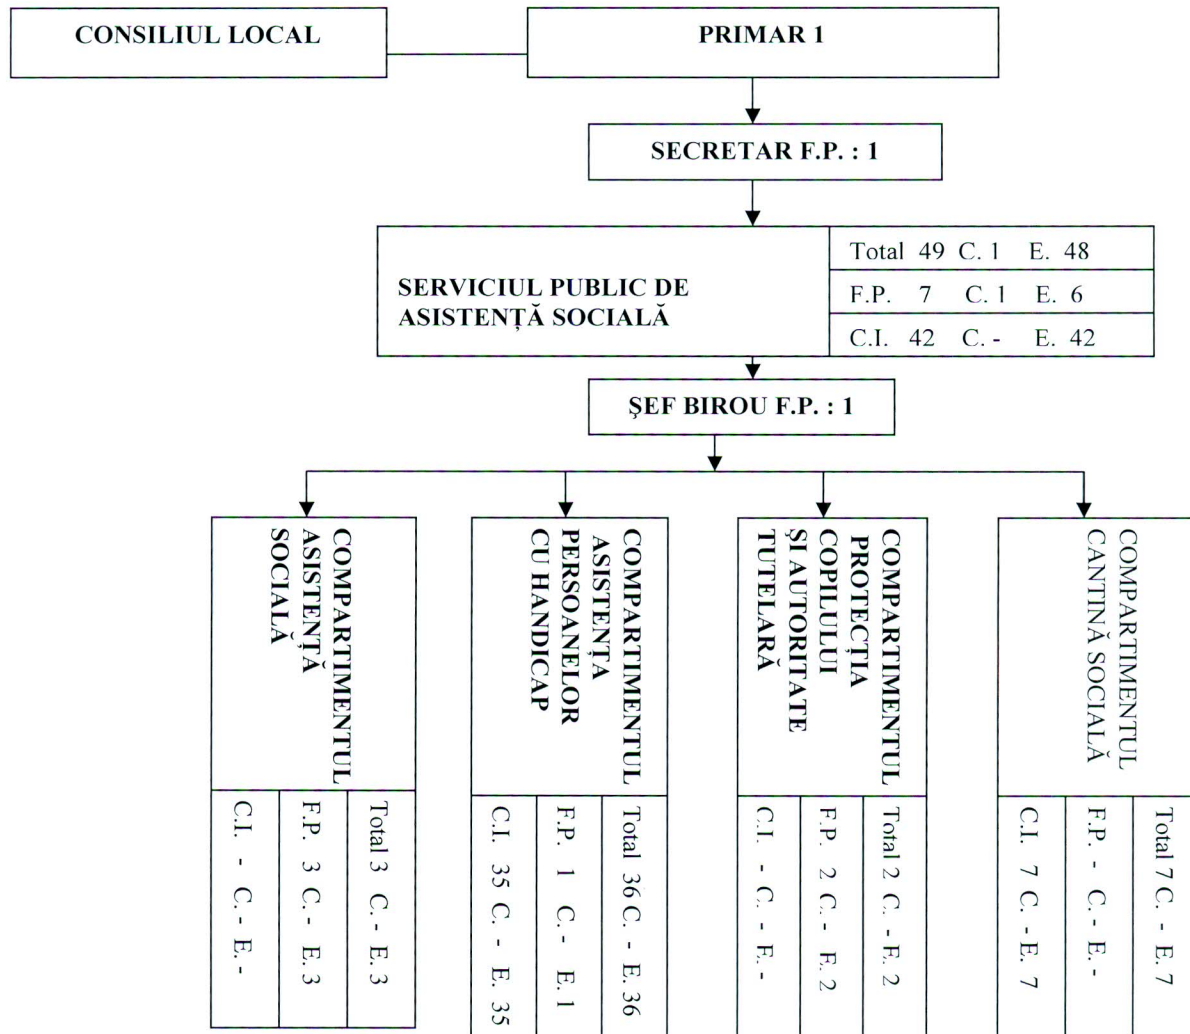 CONSILIUL LOCAL
PRIMAR 1
SECRETAR F.P. : 1
SERVICIUL PUBLIC DE
ASISTENȚĂ SOCIALĂ
Total 49 C. 1 E. 48
F.P. 7 C. 1 E. 6
C.I. 42 C. - E. 42
ŞEF BIROU F.P. : 1
COMPARTIMENTUL
ASISTENȚĂ
SOCIALĂ
Total 3 C. - E. 3
F.P. 3 C. - E. 3
C.I. - C. - E. -
COMPARTIMENTUL
ASISTENȚA
PERSOANELOR
CU HANDICAP
Total 36 C. - E. 36
F.P. 1 C. - E. 1
C.I. 35 C. - E. 35
COMPARTIMENTUL
PROTECȚIA
COPILULUI
ȘI AUTORITATE
TUTELARĂ
Total 2 C. - E. 2
F.P. 2 C. - E. 2
C.I. - C. - E. -
COMPARTIMENTUL
CANTINĂ SOCIALĂ
Total 7 C. - E. 7
F.P. - C. - E. -
C.I. 7 C. - E. 7